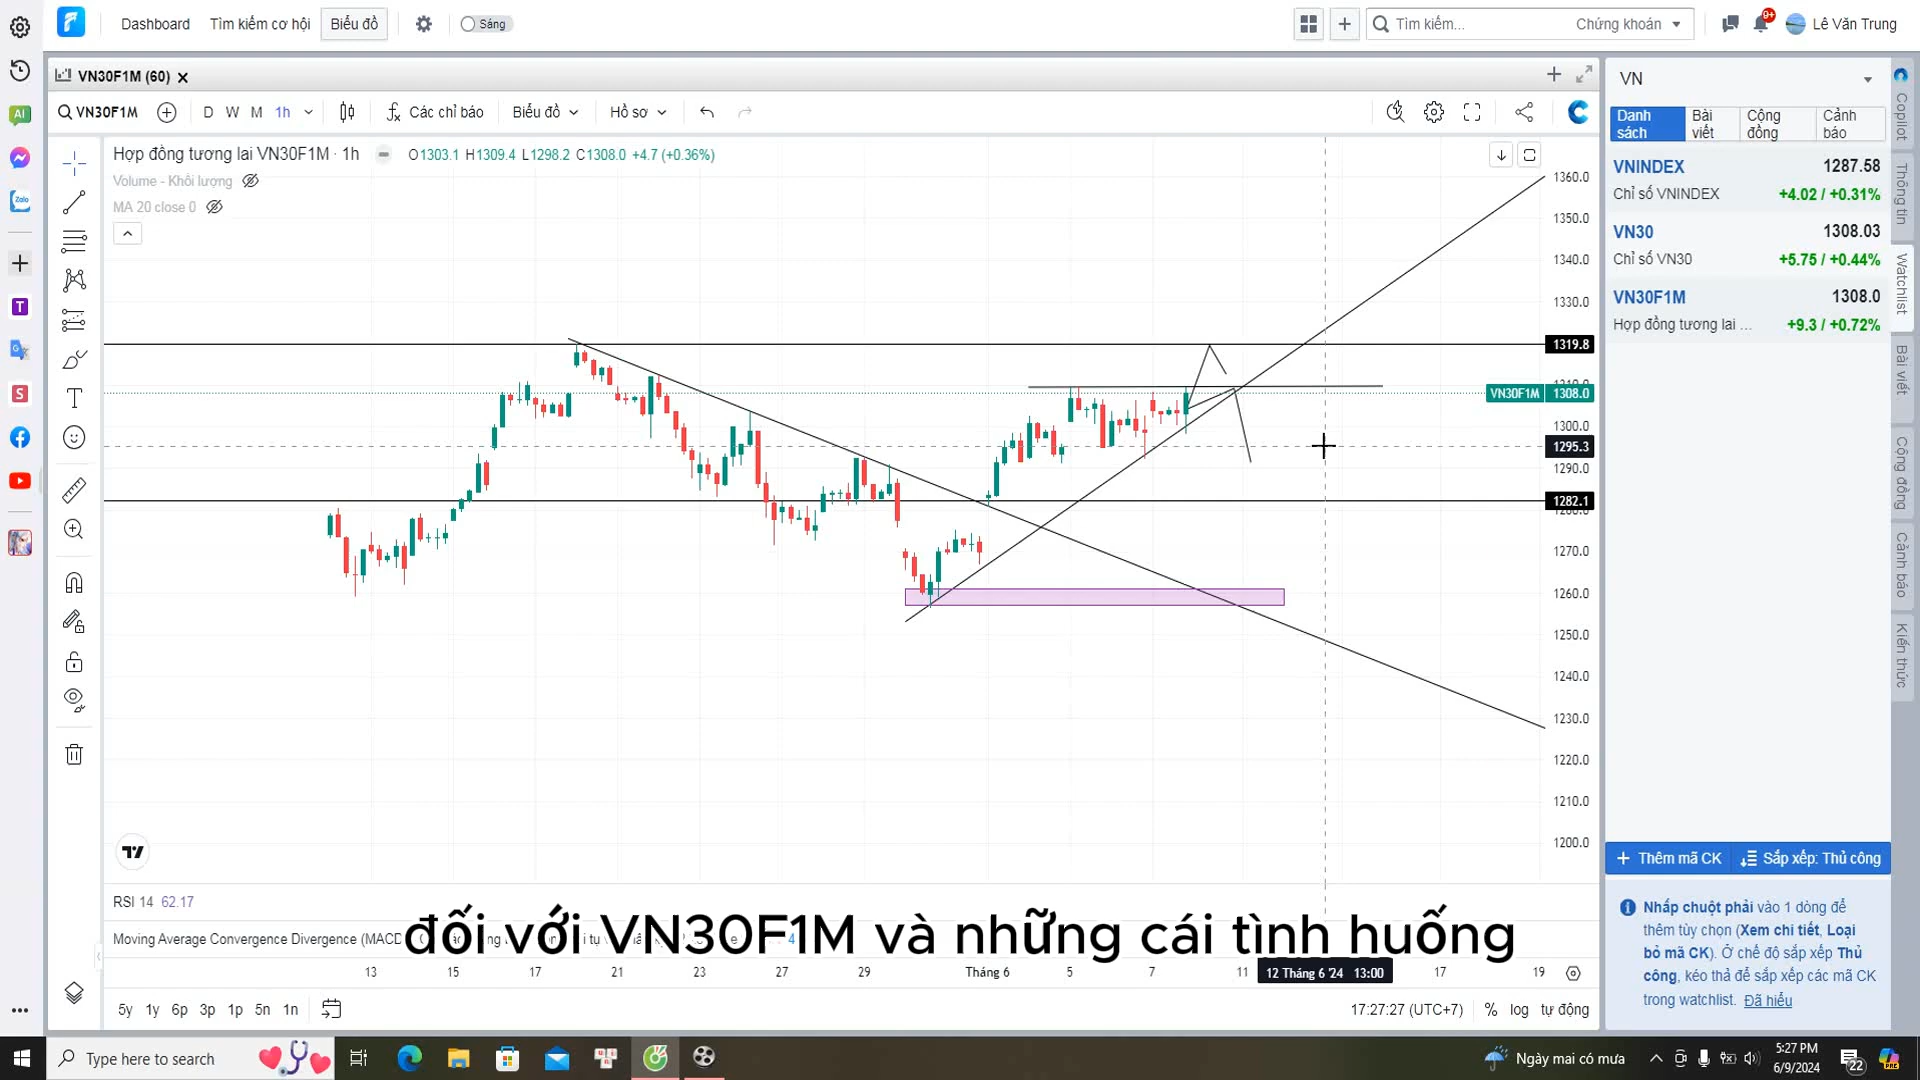 Dashboard Tìm kiếm cơ hội Biểu đồ Sáng Tìm kiếm... Chứng khoán 9+ Lê Văn Trung
VN30F1M (60)
VN30F1M D W M 1h Các chỉ báo Biểu đồ Hồ sơ
Hợp đồng tương lai VN30F1M · 1h O1303.1 H1309.4 L1298.2 C1308.0 +4.7 (+0.36%)
Volume - Khối lượng
MA 20 close 0
1360.0
1350.0
1340.0
1330.0
1319.8
VN30F1M 1308.0
1300.0
1295.3
1290.0
1282.1
1270.0
1260.0
1250.0
1240.0
1230.0
1220.0
1210.0
1200.0
RSI 14 62.17
Moving Average Convergence Divergence (MACD
đối với VN30F1M và những cái tình huống
13 15 17 21 23 27 29 Tháng 6 5 7 11 12 Tháng 6 '24 13:00 17 19
5y 1y 6p 3p 1p 5n 1n 17:27:27 (UTC+7) % log tự động
VN
Danh sách Bài viết Cộng đồng Cảnh báo
VNINDEX 1287.58
Chỉ số VNINDEX +4.02 / +0.31%
VN30 1308.03
Chỉ số VN30 +5.75 / +0.44%
VN30F1M 1308.0
Hợp đồng tương lai ... +9.3 / +0.72%
Thêm mã CK Sắp xếp: Thủ công
Nhấp chuột phải vào 1 dòng để
thêm tùy chọn (Xem chi tiết, Loại
bỏ mã CK). Ở chế độ sắp xếp Thủ
công, kéo thả để sắp xếp các mã CK
trong watchlist. Đã hiểu
Copilot
Thông tin
Watchlist
Bài viết
Cộng đồng
Cảnh báo
Kiến thức
AI
Zalo
T
S
Type here to search
Ngày mai có mưa
5:27 PM
6/9/2024
22